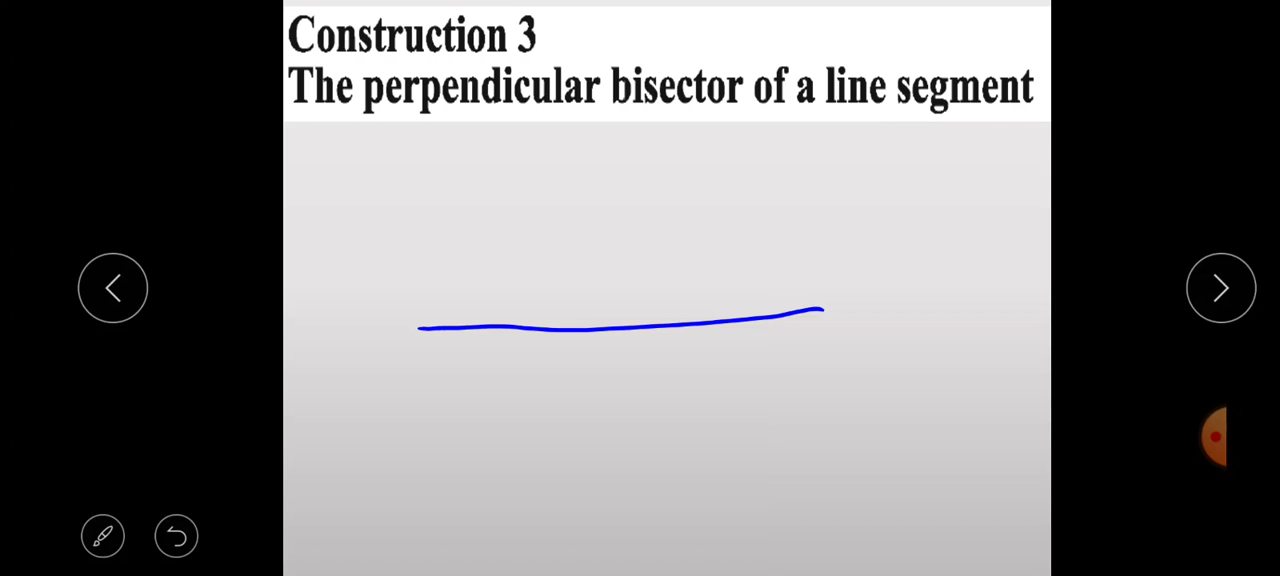 Construction 3
The perpendicular bisector of a line segment